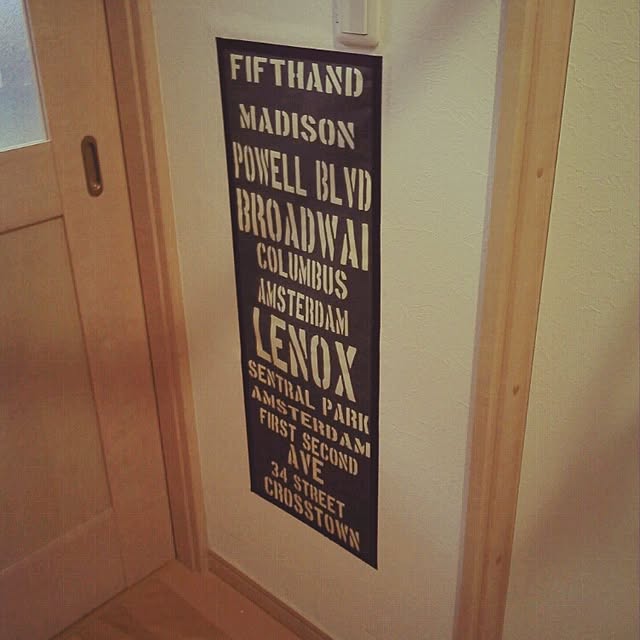 FIFTHAND
MADISON
POWELL BLVD
BROADWAI
COLUMBUS
AMSTERDAM
LENOX
SENTRAL PARK
AMSTERDAM
FIRST SECOND
AVE
34 STREET
CROSSTOWN